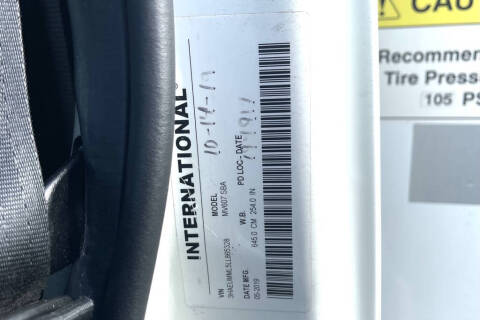 INTERNATIONAL®
10-14-19
MODEL
MV607 SBA
PD LOC-DATE
W.B.
645.0 CM 254.0 IN
VIN
DATE MFG.
05-2019
CAU
Recommen
Tire Press
105 PS